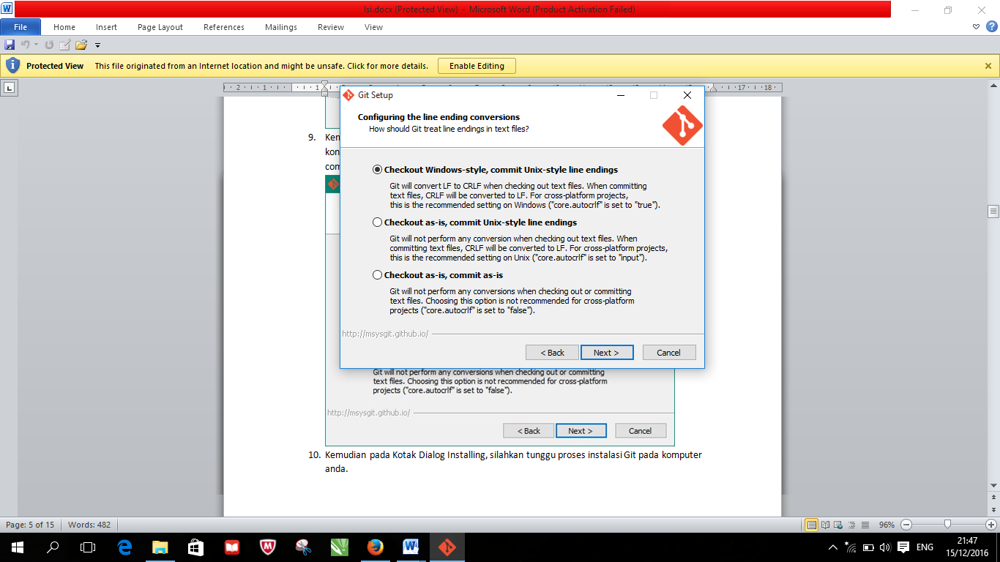 Isi.docx (Protected View) - Microsoft Word (Product Activation Failed)
File Home Insert Page Layout References Mailings Review View
Protected View This file originated from an Internet location and might be unsafe. Click for more details. Enable Editing
2 1 1 17 18
Git Setup
Configuring the line ending conversions
How should Git treat line endings in text files?
9.
Checkout Windows-style, commit Unix-style line endings
Git will convert LF to CRLF when checking out text files. When committing
text files, CRLF will be converted to LF. For cross-platform projects,
this is the recommended setting on Windows ("core.autocrlf" is set to "true").
Checkout as-is, commit Unix-style line endings
Git will not perform any conversion when checking out text files. When
committing text files, CRLF will be converted to LF. For cross-platform projects,
this is the recommended setting on Unix ("core.autocrlf" is set to "input").
Checkout as-is, commit as-is
Git will not perform any conversions when checking out or committing
text files. Choosing this option is not recommended for cross-platform
projects ("core.autocrlf" is set to "false").
http://msysgit.github.io/
< Back Next > Cancel
Git will not perform any conversions when checking out or committing
text files. Choosing this option is not recommended for cross-platform
projects ("core.autocrlf" is set to "false").
http://msysgit.github.io/
< Back Next > Cancel
10. Kemudian pada Kotak Dialog Installing, silahkan tunggu proses instalasi Git pada komputer
anda.
Page: 5 of 15 Words: 482 96%
ENG
21:47
15/12/2016